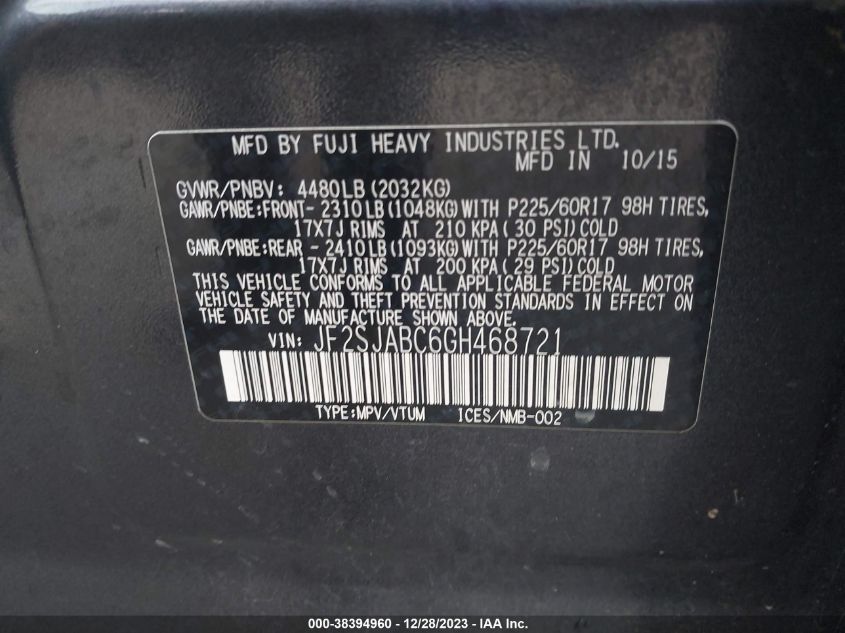 MFD BY FUJI HEAVY INDUSTRIES LTD.
MFD IN 10/15
GVWR/PNBV: 4480LB(2032KG)
GAWR/PNBE:FRONT- 2310LB(1048KG)WITH P225/60R17 98H TIRES,
17X7J RIMS AT 210 KPA( 30 PSI)COLD
GAWR/PNBE:REAR - 2410LB(1093KG)WITH P225/60R17 98H TIRES,
17X7J RIMS AT 200 KPA( 29 PSI)COLD
THIS VEHICLE CONFORMS TO ALL APPLICABLE FEDERAL MOTOR
VEHICLE SAFETY AND THEFT PREVENTION STANDARDS IN EFFECT ON
THE DATE OF MANUFACTURE SHOWN ABOVE.
VIN: JF2SJABC6GH468721
TYPE:MPV/VTUM ICES/NMB-002
000-38394960 - 12/28/2023 - IAA Inc.